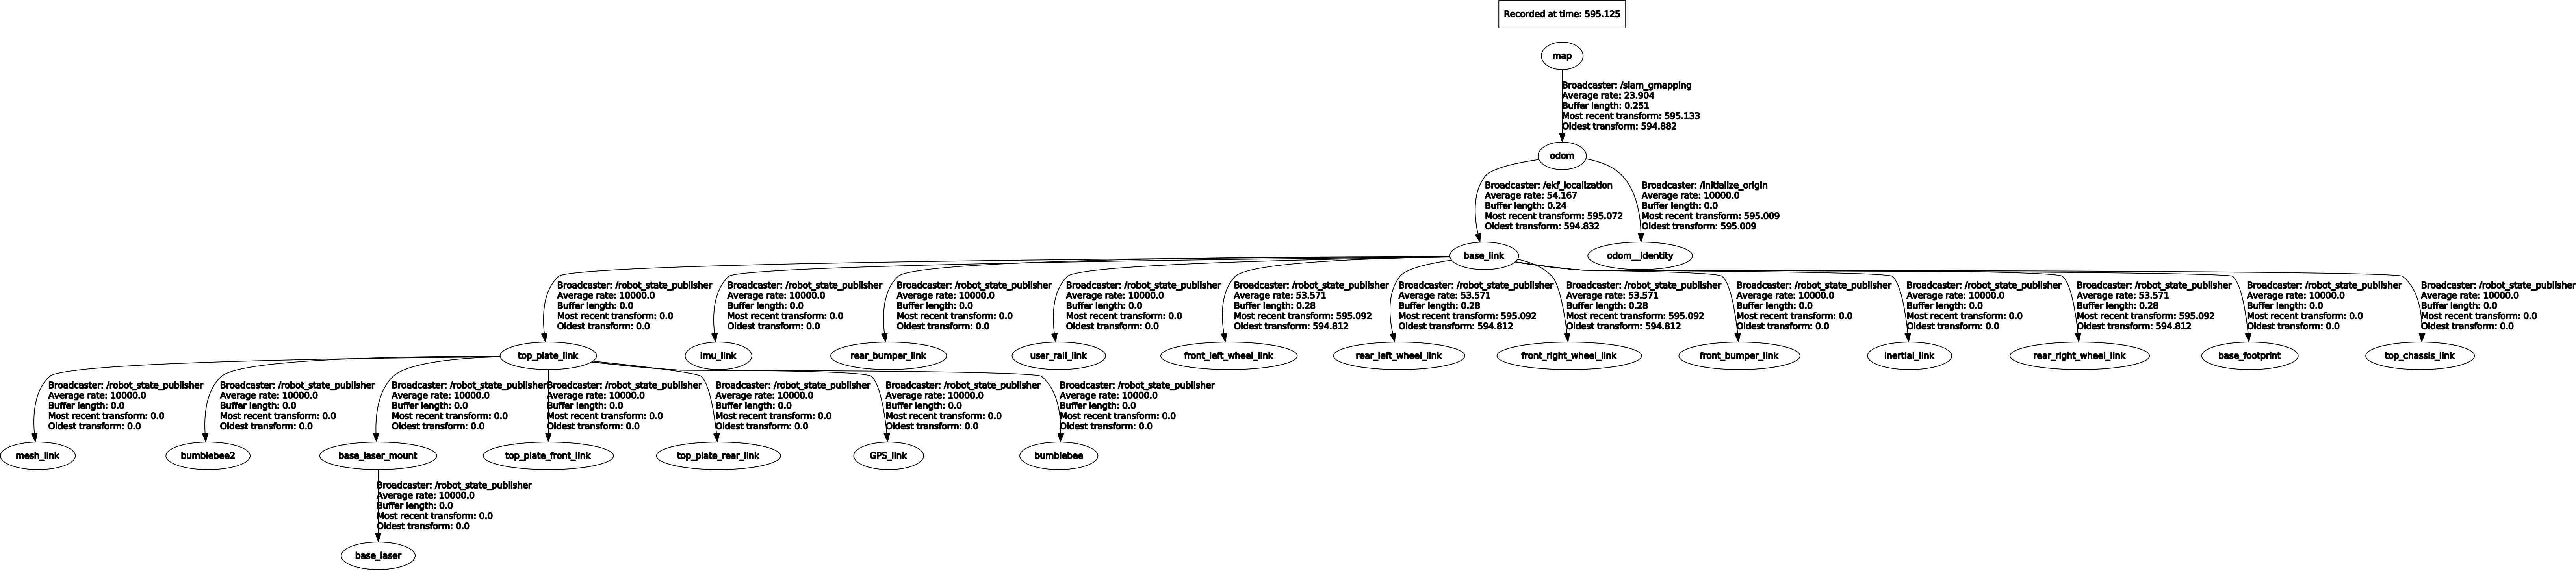 Recorded at time: 595.125
map
Broadcaster: /slam_gmapping
Average rate: 23.904
Buffer length: 0.251
Most recent transform: 595.133
Oldest transform: 594.882
odom
Broadcaster: /ekf_localization
Average rate: 54.167
Buffer length: 0.24
Most recent transform: 595.072
Oldest transform: 594.832
Broadcaster: /initialize_origin
Average rate: 10000.0
Buffer length: 0.0
Most recent transform: 595.009
Oldest transform: 595.009
base_link
odom__identity
Broadcaster: /robot_state_publisher
Average rate: 10000.0
Buffer length: 0.0
Most recent transform: 0.0
Oldest transform: 0.0
Broadcaster: /robot_state_publisher
Average rate: 10000.0
Buffer length: 0.0
Most recent transform: 0.0
Oldest transform: 0.0
Broadcaster: /robot_state_publisher
Average rate: 10000.0
Buffer length: 0.0
Most recent transform: 0.0
Oldest transform: 0.0
Broadcaster: /robot_state_publisher
Average rate: 10000.0
Buffer length: 0.0
Most recent transform: 0.0
Oldest transform: 0.0
Broadcaster: /robot_state_publisher
Average rate: 53.571
Buffer length: 0.28
Most recent transform: 595.092
Oldest transform: 594.812
Broadcaster: /robot_state_publisher
Average rate: 53.571
Buffer length: 0.28
Most recent transform: 595.092
Oldest transform: 594.812
Broadcaster: /robot_state_publisher
Average rate: 53.571
Buffer length: 0.28
Most recent transform: 595.092
Oldest transform: 594.812
Broadcaster: /robot_state_publisher
Average rate: 10000.0
Buffer length: 0.0
Most recent transform: 0.0
Oldest transform: 0.0
Broadcaster: /robot_state_publisher
Average rate: 10000.0
Buffer length: 0.0
Most recent transform: 0.0
Oldest transform: 0.0
Broadcaster: /robot_state_publisher
Average rate: 53.571
Buffer length: 0.28
Most recent transform: 595.092
Oldest transform: 594.812
Broadcaster: /robot_state_publisher
Average rate: 10000.0
Buffer length: 0.0
Most recent transform: 0.0
Oldest transform: 0.0
Broadcaster: /robot_state_publisher
Average rate: 10000.0
Buffer length: 0.0
Most recent transform: 0.0
Oldest transform: 0.0
top_plate_link
imu_link
rear_bumper_link
user_rail_link
front_left_wheel_link
rear_left_wheel_link
front_right_wheel_link
front_bumper_link
inertial_link
rear_right_wheel_link
base_footprint
top_chassis_link
Broadcaster: /robot_state_publisher
Average rate: 10000.0
Buffer length: 0.0
Most recent transform: 0.0
Oldest transform: 0.0
Broadcaster: /robot_state_publisher
Average rate: 10000.0
Buffer length: 0.0
Most recent transform: 0.0
Oldest transform: 0.0
Broadcaster: /robot_state_publisher
Average rate: 10000.0
Buffer length: 0.0
Most recent transform: 0.0
Oldest transform: 0.0
Broadcaster: /robot_state_publisher
Average rate: 10000.0
Buffer length: 0.0
Most recent transform: 0.0
Oldest transform: 0.0
Broadcaster: /robot_state_publisher
Average rate: 10000.0
Buffer length: 0.0
Most recent transform: 0.0
Oldest transform: 0.0
Broadcaster: /robot_state_publisher
Average rate: 10000.0
Buffer length: 0.0
Most recent transform: 0.0
Oldest transform: 0.0
Broadcaster: /robot_state_publisher
Average rate: 10000.0
Buffer length: 0.0
Most recent transform: 0.0
Oldest transform: 0.0
mesh_link
bumblebee2
base_laser_mount
top_plate_front_link
top_plate_rear_link
GPS_link
bumblebee
Broadcaster: /robot_state_publisher
Average rate: 10000.0
Buffer length: 0.0
Most recent transform: 0.0
Oldest transform: 0.0
base_laser